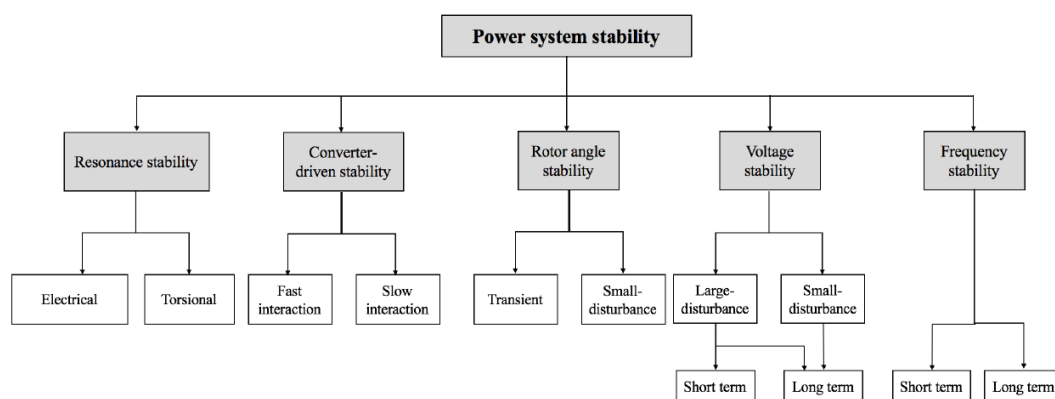 Power system stability
Resonance stability
Converter-
driven stability
Rotor angle
stability
Voltage
stability
Frequency
stability
Electrical
Torsional
Fast
interaction
Slow
interaction
Transient
Small-
disturbance
Large-
disturbance
Small-
disturbance
Short term
Long term
Short term
Long term